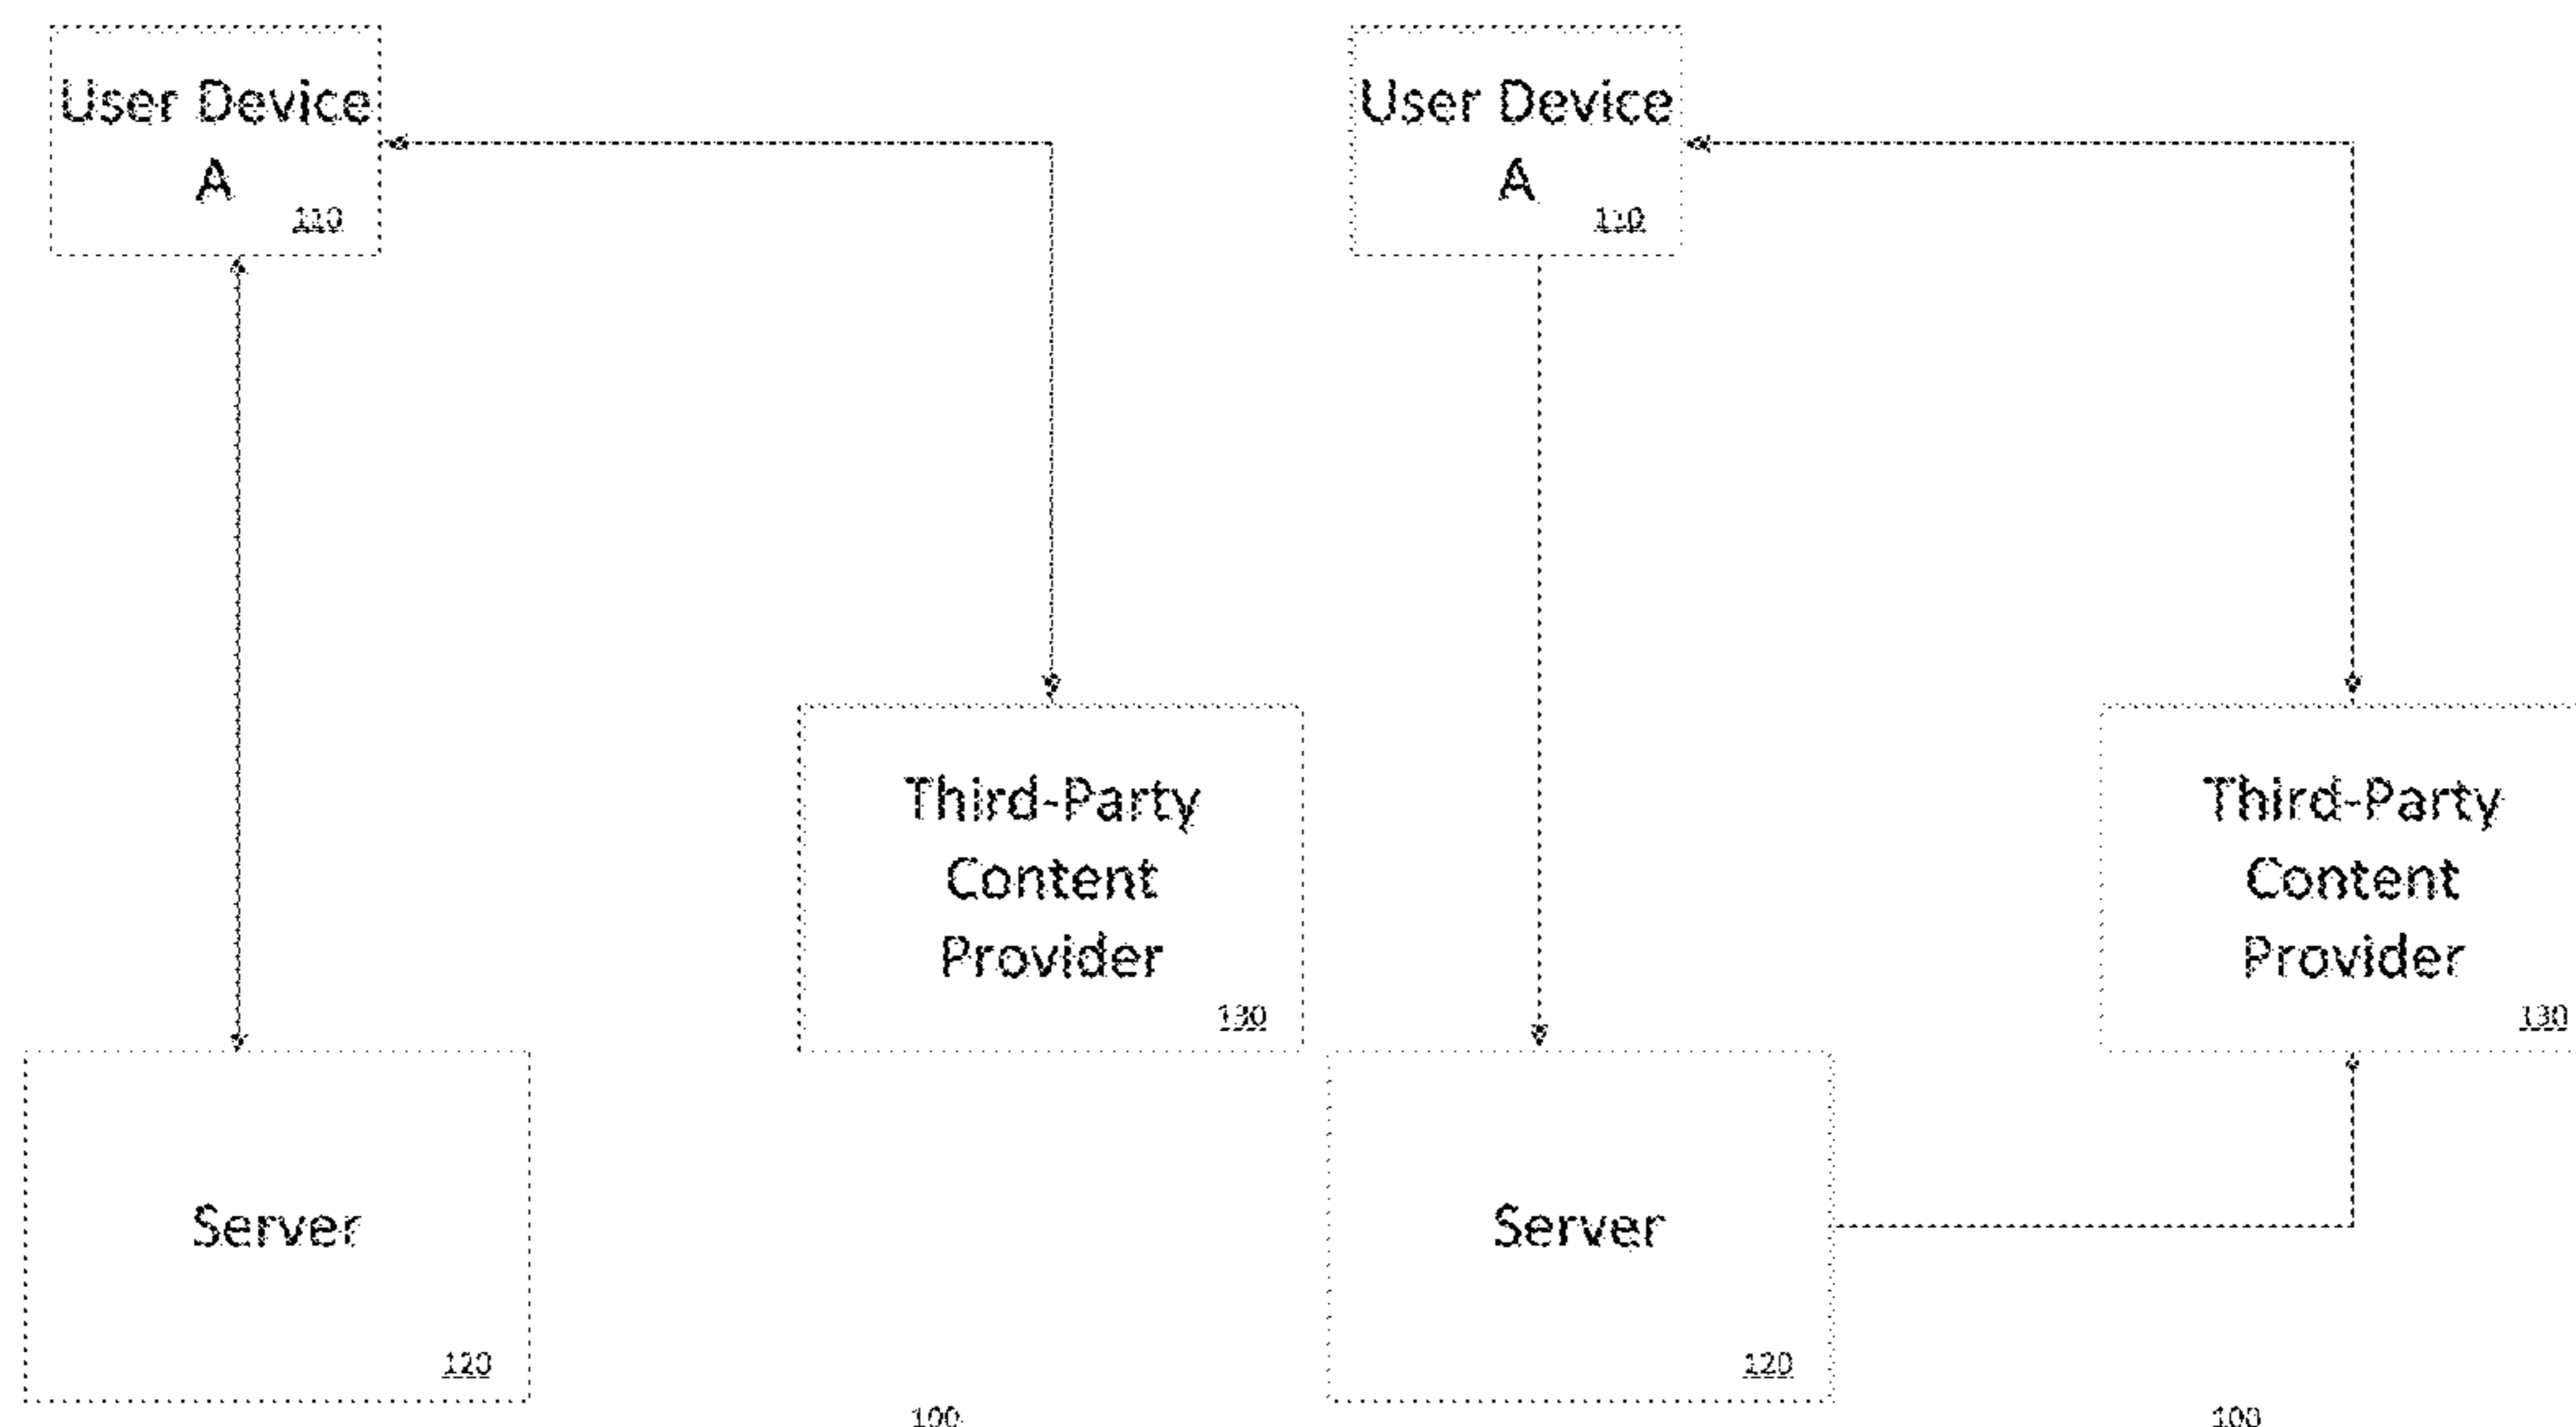 User Device
A
110
Third-Party
Content
Provider
130
Server
120
100
User Device
A
110
Third-Party
Content
Provider
130
Server
120
100